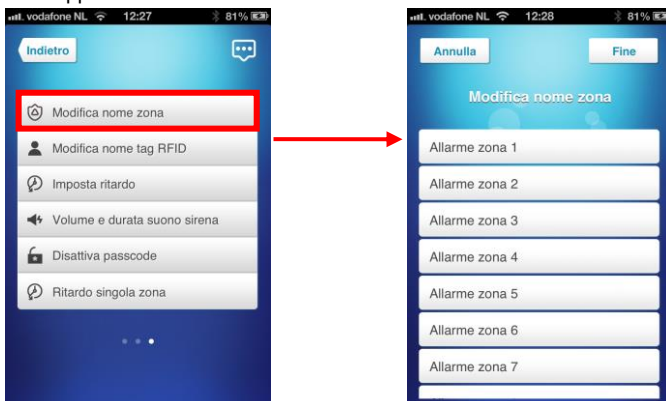 vodafone NL 12:27 81%
Indietro
Modifica nome zona
Modifica nome tag RFID
Imposta ritardo
Volume e durata suono sirena
Disattiva passcode
Ritardo singola zona
vodafone NL 12:28 81%
Annulla Fine
Modifica nome zona
Allarme zona 1
Allarme zona 2
Allarme zona 3
Allarme zona 4
Allarme zona 5
Allarme zona 6
Allarme zona 7